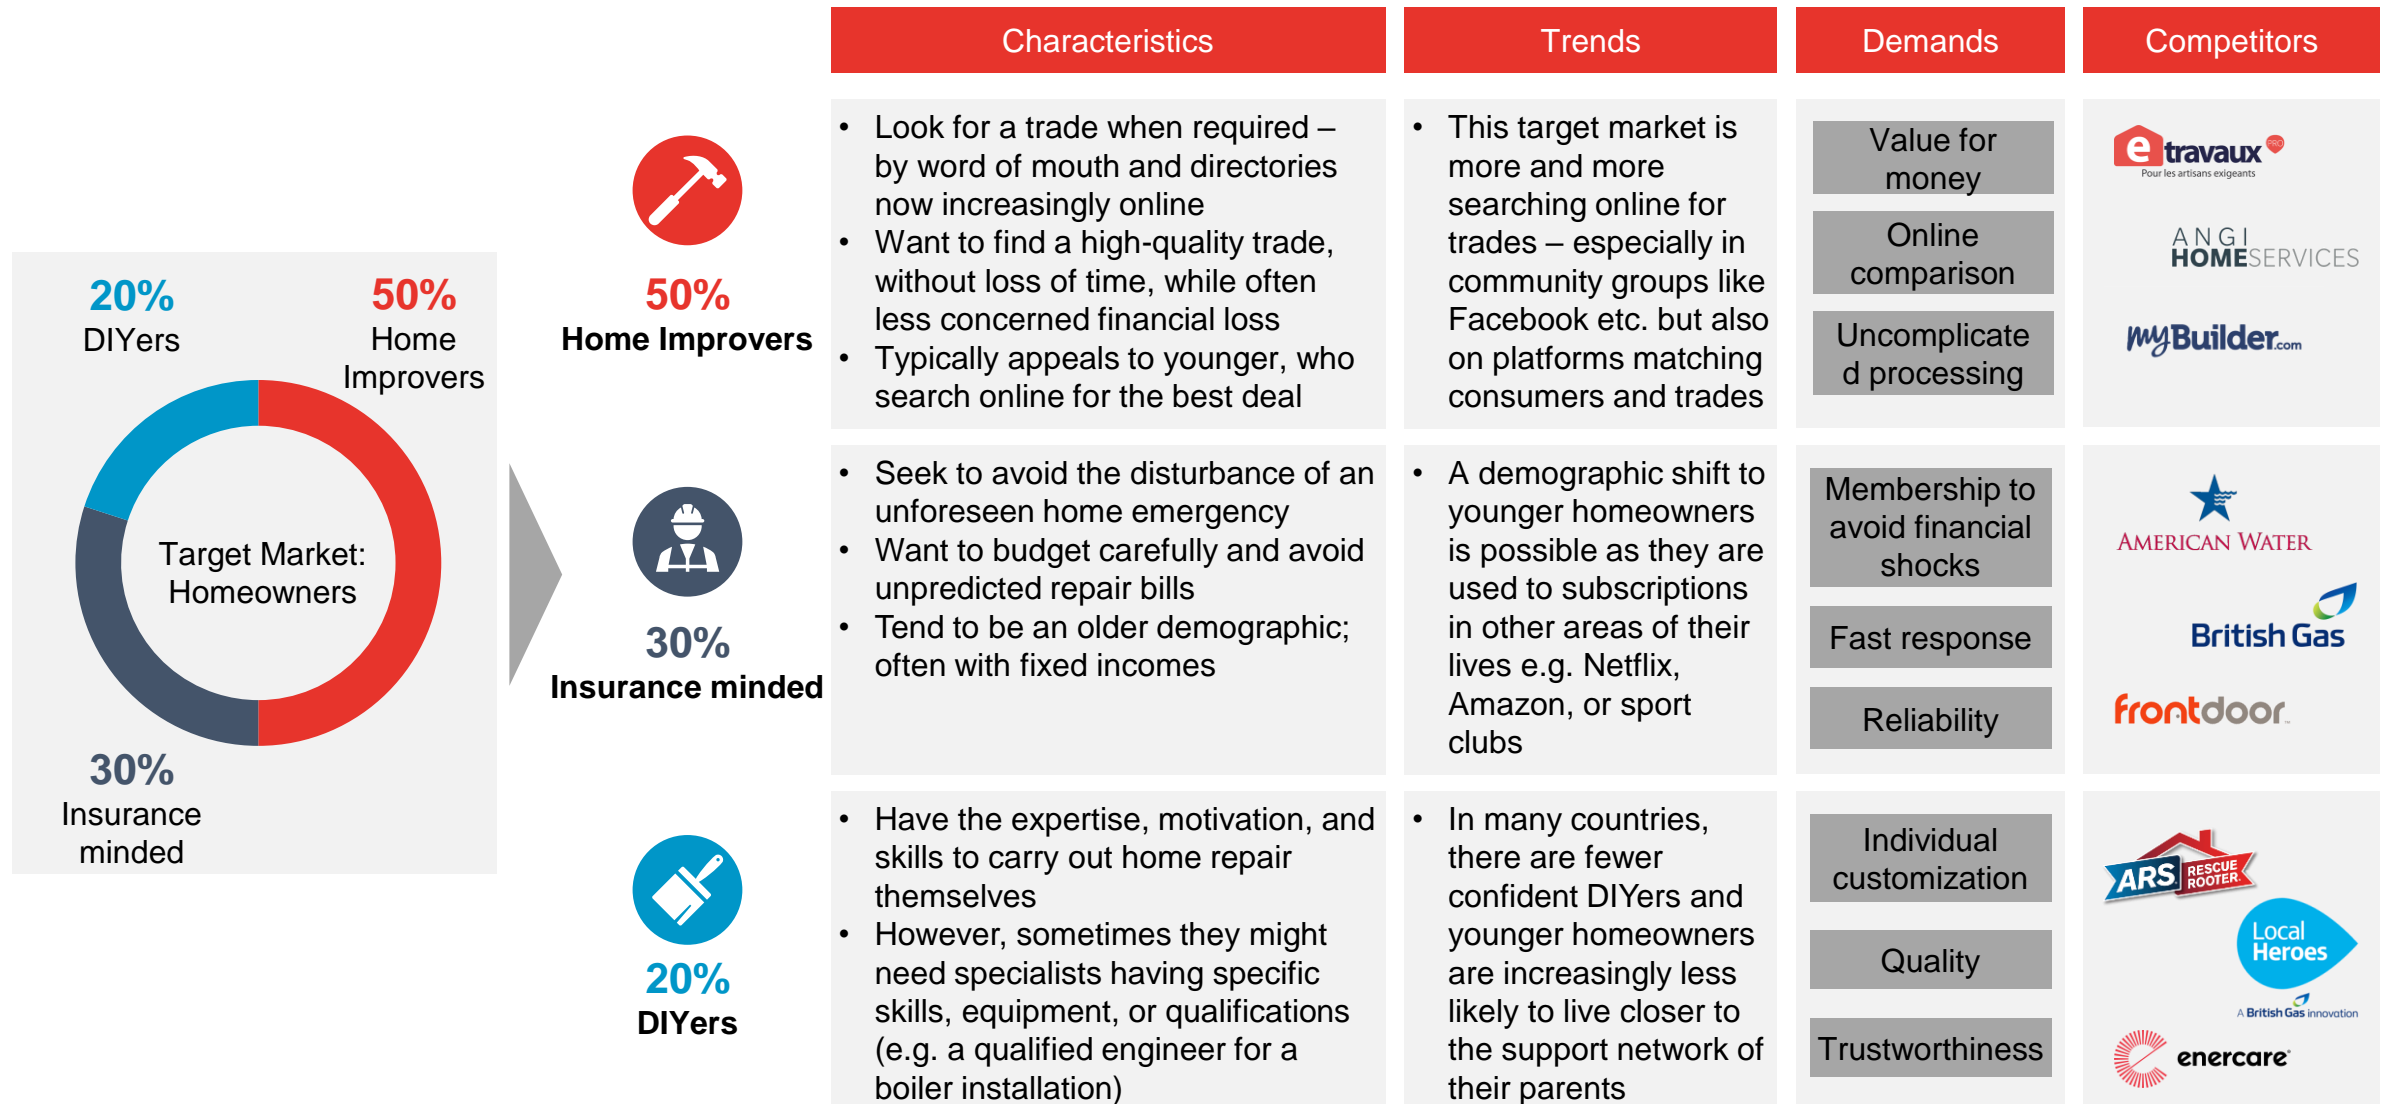 Characteristics
Trends
Demands
Competitors
20%
DIYers
50%
Home
Improvers
Target Market:
Homeowners
30%
Insurance
minded
50%
Home Improvers
• Look for a trade when required –
by word of mouth and directories
now increasingly online
• Want to find a high-quality trade,
without loss of time, while often
less concerned financial loss
• Typically appeals to younger, who
search online for the best deal
• This target market is
more and more
searching online for
trades – especially in
community groups like
Facebook etc. but also
on platforms matching
consumers and trades
Value for
money
Online
comparison
Uncomplicate
d processing
e travaux PRO
Pour les artisans exigeants
ANGI
HOMESERVICES
myBuilder.com
30%
Insurance minded
• Seek to avoid the disturbance of an
unforeseen home emergency
• Want to budget carefully and avoid
unpredicted repair bills
• Tend to be an older demographic;
often with fixed incomes
• A demographic shift to
younger homeowners
is possible as they are
used to subscriptions
in other areas of their
lives e.g. Netflix,
Amazon, or sport
clubs
Membership to
avoid financial
shocks
Fast response
Reliability
AMERICAN WATER
British Gas
frontdoor
20%
DIYers
• Have the expertise, motivation, and
skills to carry out home repair
themselves
• However, sometimes they might
need specialists having specific
skills, equipment, or qualifications
(e.g. a qualified engineer for a
boiler installation)
• In many countries,
there are fewer
confident DIYers and
younger homeowners
are increasingly less
likely to live closer to
the support network of
their parents
Individual
customization
Quality
Trustworthiness
ARS RESCUE
ROOTER
Local
Heroes
A British Gas innovation
enercare